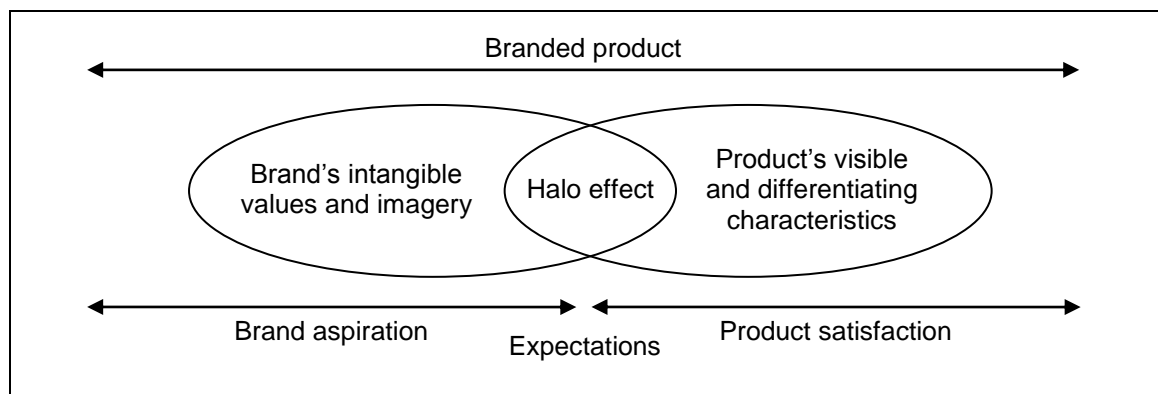 Branded product
Brand’s intangible
values and imagery
Halo effect
Product’s visible
and differentiating
characteristics
Brand aspiration
Expectations
Product satisfaction